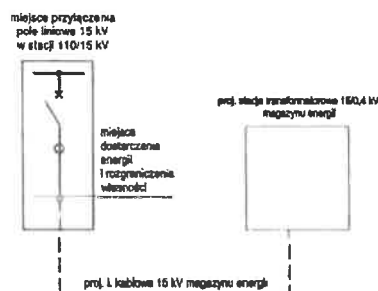 miejsce przyłączenia
pole liniowe 15 kV
w stacji 110/15 kV
miejsce
dostarczenia
energii
i rozgraniczenia
własności
proj. stacja transformatorowa 15/0,4 kV
magazynu energii
proj. l. kablowa 15 kV magazynu energii